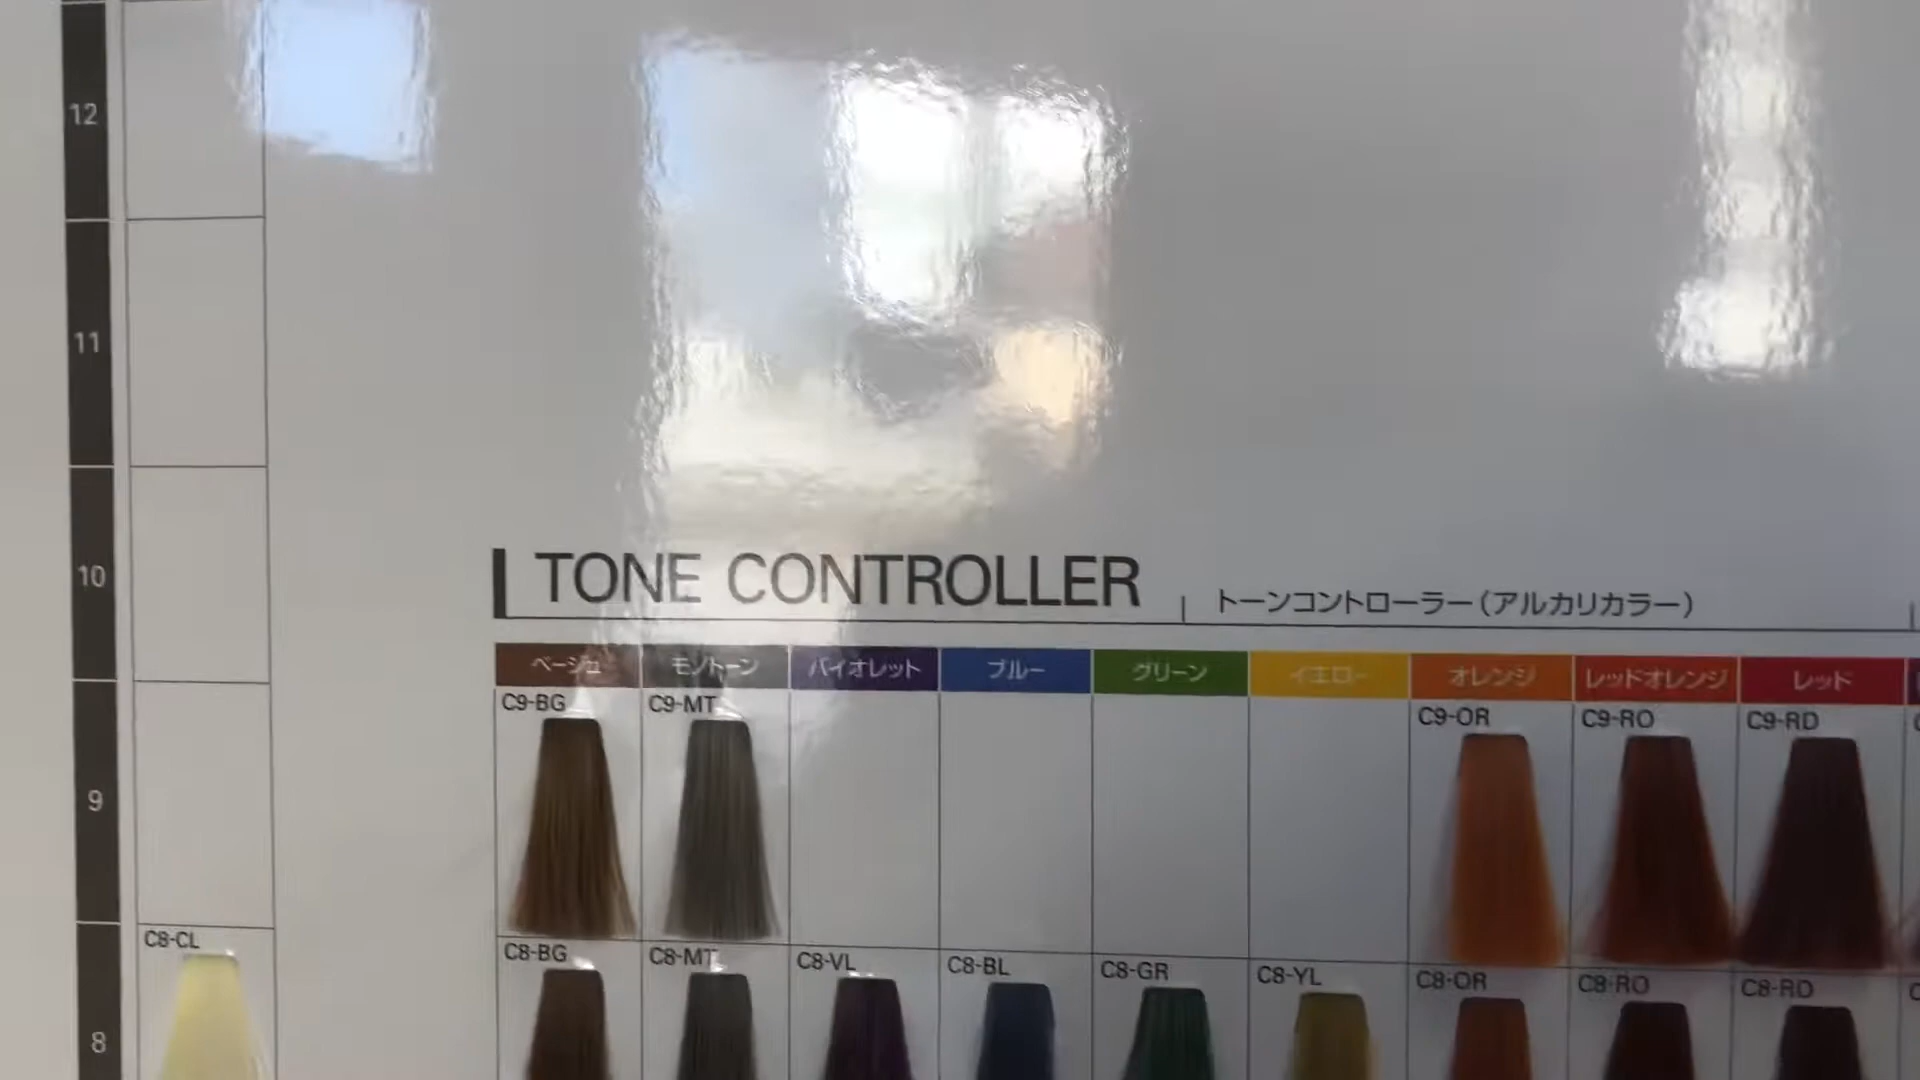 12
11
10
TONE CONTROLLER
トーンコントローラー(アルカリカラー)
ベージュ モノトーン バイオレット ブルー グリーン イエロー オレンジ レッドオレンジ レッド
9
C9-BG C9-MT C9-OR C9-RO C9-RD
8
C8-CL C8-BG C8-MT C8-VL C8-BL C8-GR C8-YL C8-OR C8-RO C8-RD